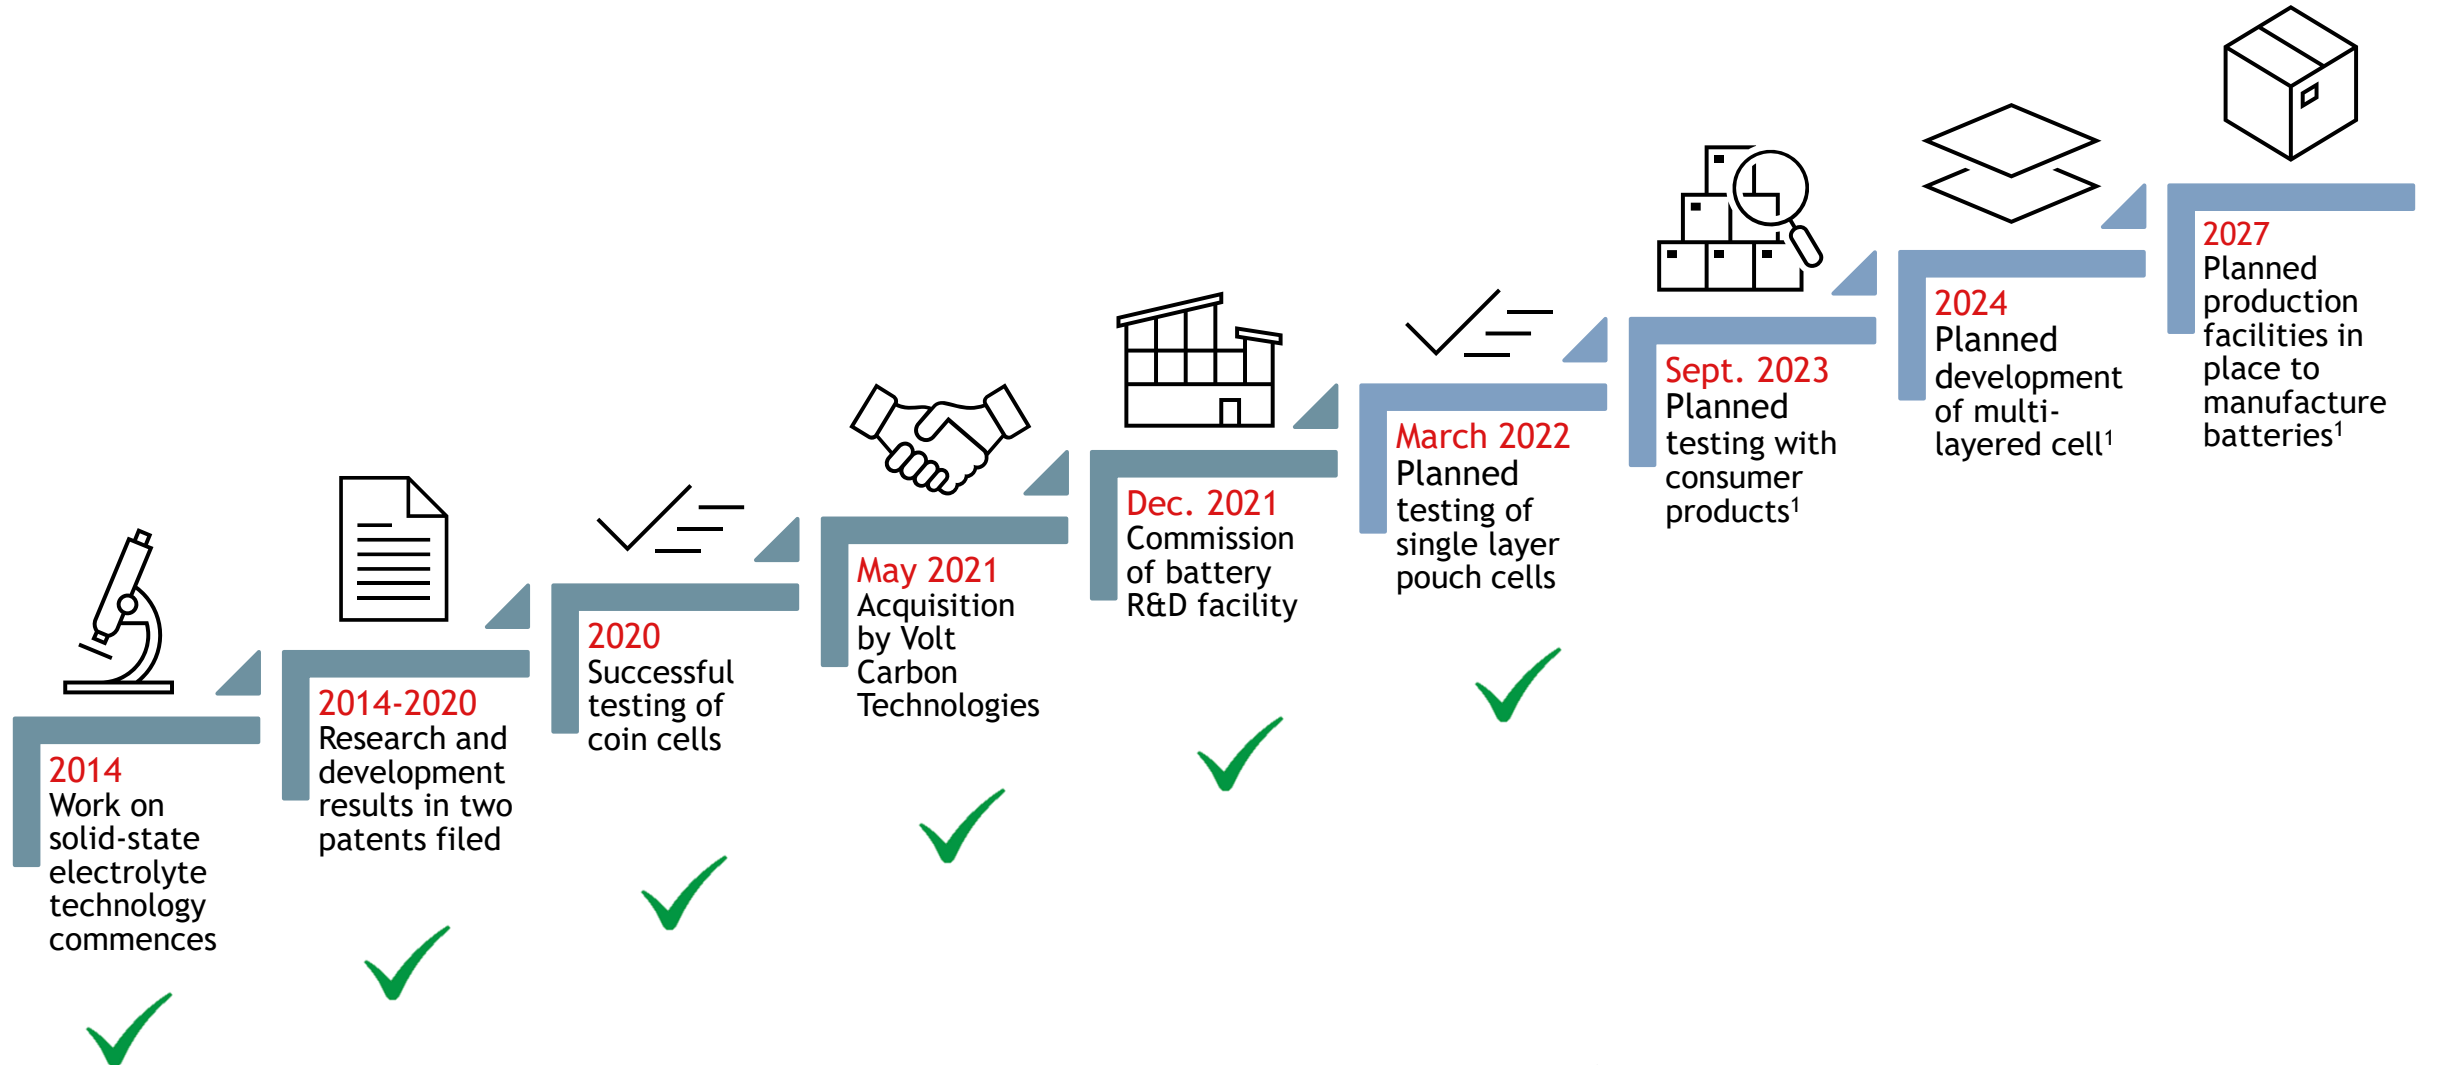 2014
Work on
solid-state
electrolyte
technology
commences
2014-2020
Research and
development
results in two
patents filed
2020
Successful
testing of
coin cells
May 2021
Acquisition
by Volt
Carbon
Technologies
Dec. 2021
Commission
of battery
R&D facility
March 2022
Planned
testing of
single layer
pouch cells
Sept. 2023
Planned
testing with
consumer
products¹
2024
Planned
development
of multi-
layered cell¹
2027
Planned
production
facilities in
place to
manufacture
batteries¹